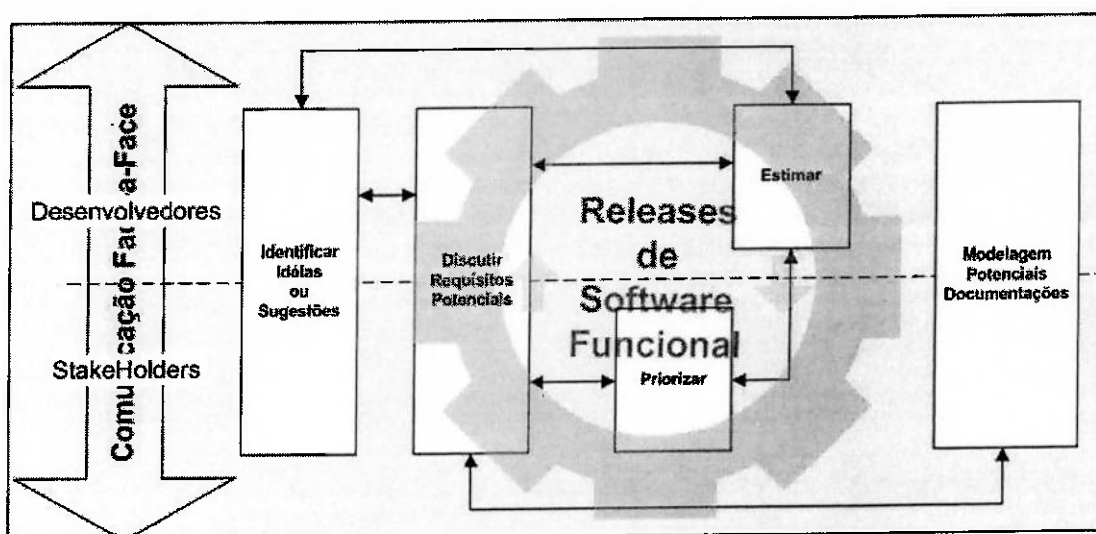 Comunicação Face-a-Face
Desenvolvedores
StakeHolders
Identificar
Idéias
ou
Sugestões
Discutir
Requisitos
Potenciais
Releases
de
Software
Funcional
Estimar
Priorizar
Modelagem
Potenciais
Documentações